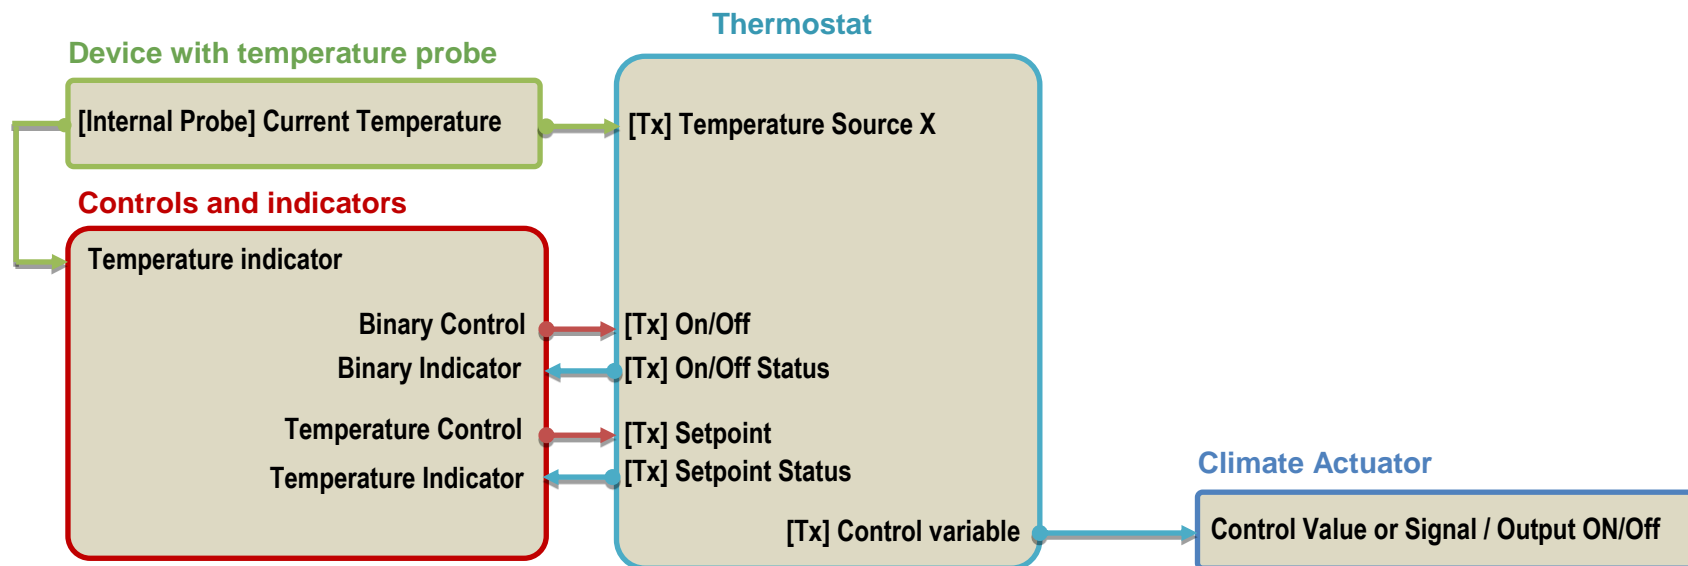 Thermostat
Device with temperature probe
[Internal Probe] Current Temperature
[Tx] Temperature Source X
Controls and indicators
Temperature indicator
Binary Control
[Tx] On/Off
Binary Indicator
[Tx] On/Off Status
Temperature Control
[Tx] Setpoint
Temperature Indicator
[Tx] Setpoint Status
Climate Actuator
[Tx] Control variable
Control Value or Signal / Output ON/Off